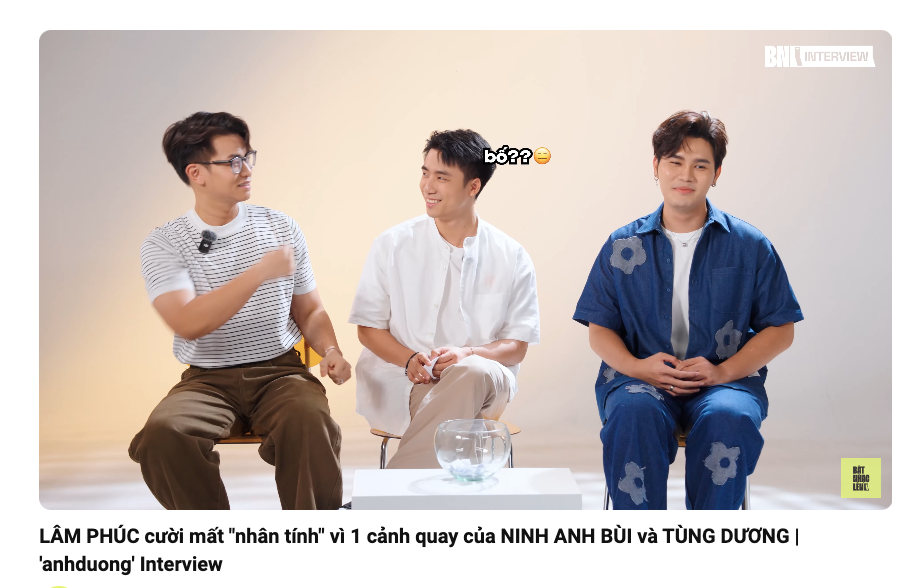 BNL INTERVIEW
bố??😑
BẬT
NHẠC
LÊN!
LÂM PHÚC cười mất "nhân tính" vì 1 cảnh quay của NINH ANH BÙI và TÙNG DƯƠNG |
'anhduong' Interview